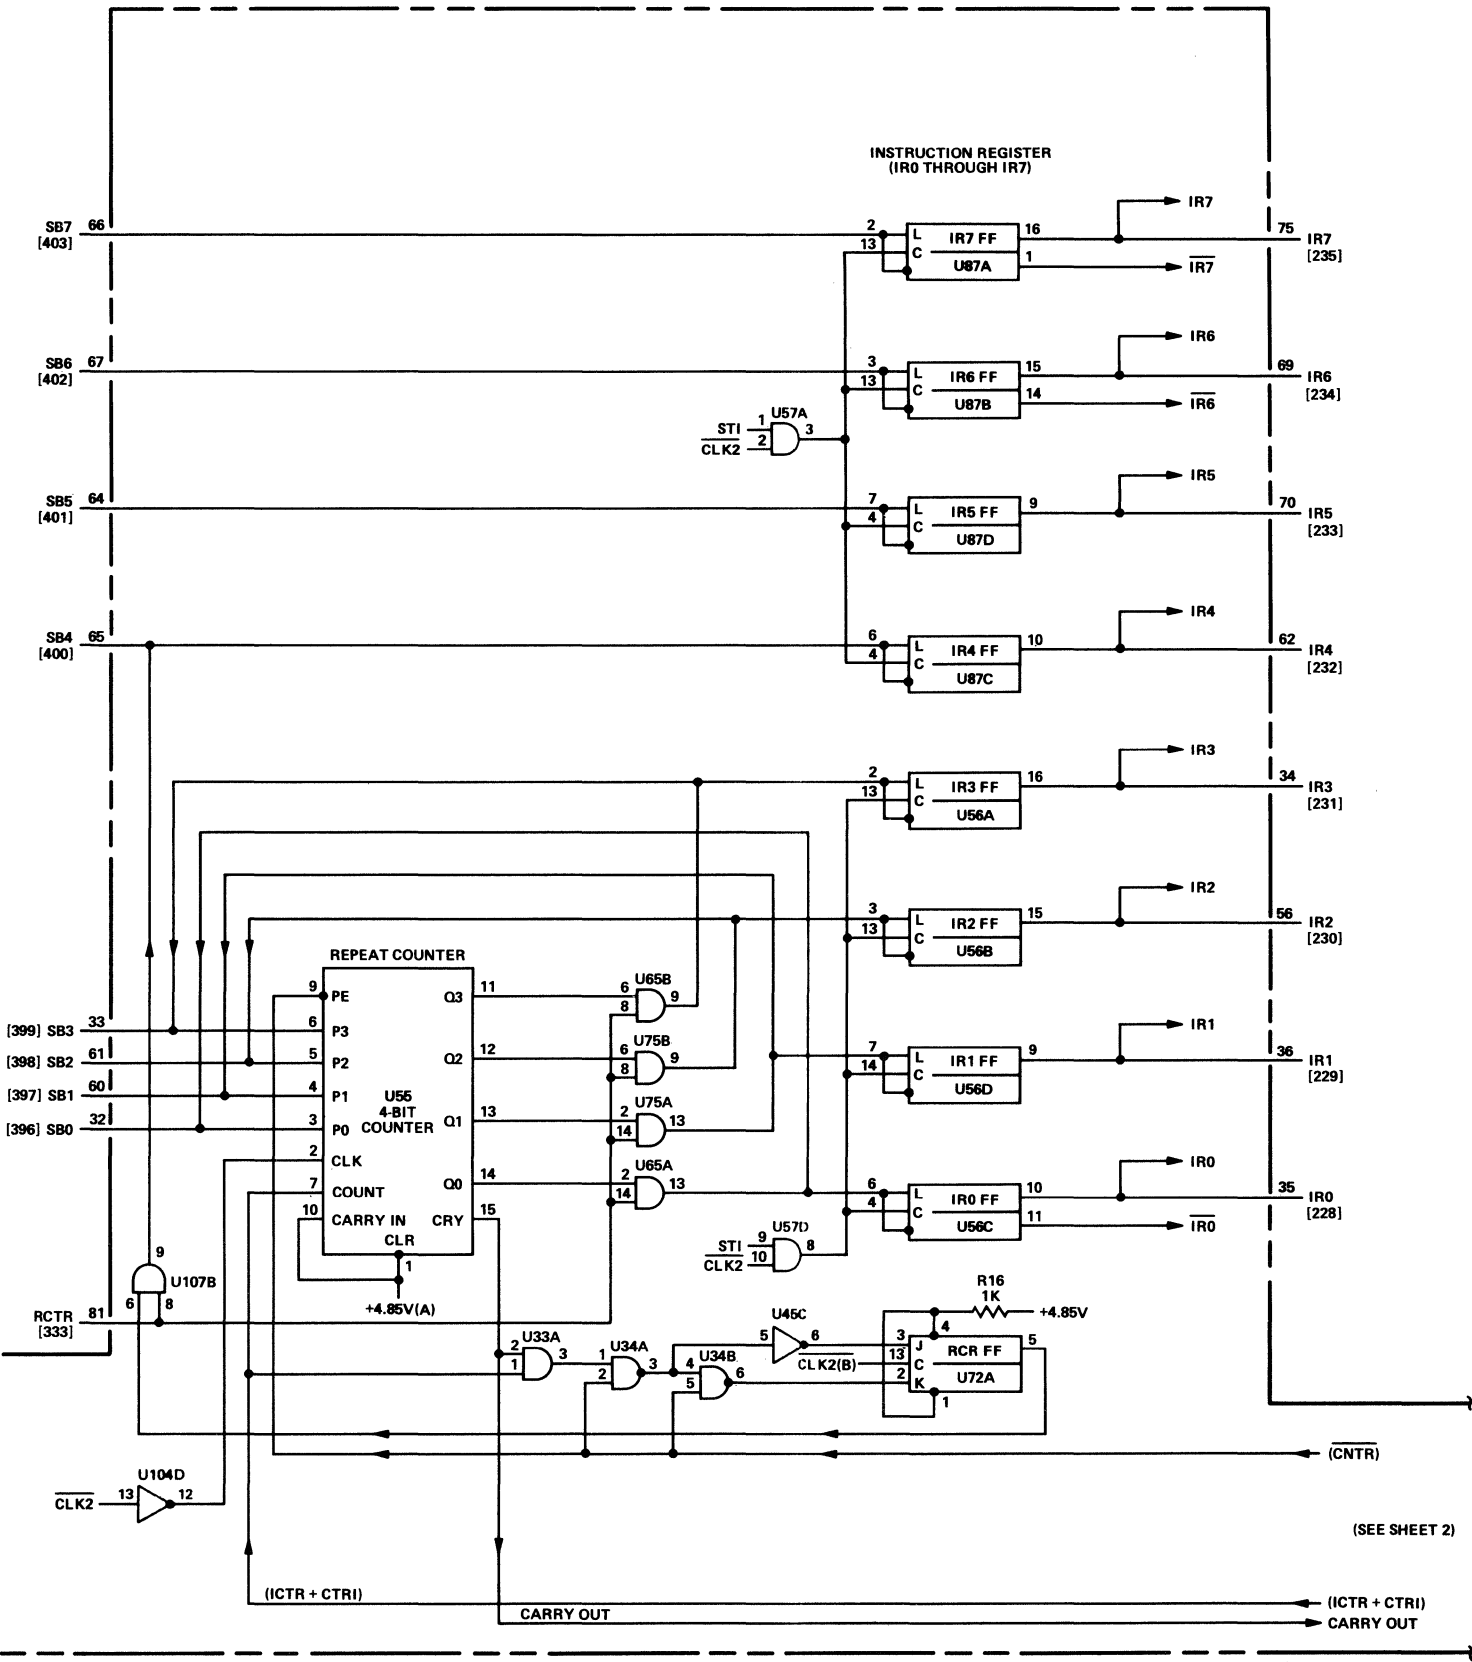 INSTRUCTION REGISTER
(IR0 THROUGH IR7)
IR7
SB7 66 2 L IR7 FF 16 75 IR7
[403] 13 C U87A 1 I̅R̅7̅ [235]
IR6
SB6 67 3 L IR6 FF 15 69 IR6
[402] 13 C U87B 14 I̅R̅6̅ [234]
U57A
STI 1 3
C̅L̅K̅2̅ 2
IR5
SB5 64 7 L IR5 FF 9 70 IR5
[401] 4 C U87D [233]
IR4
SB4 65 6 L IR4 FF 10 62 IR4
[400] 4 C U87C [232]
IR3
2 L IR3 FF 16 34 IR3
13 C U56A [231]
IR2
3 L IR2 FF 15 56 IR2
13 C U56B [230]
REPEAT COUNTER
9 PE Q3 11 6 U65B 9
8
[399] SB3 33 6 P3
IR1
[398] SB2 61 5 P2 Q2 12 6 U75B 9
8
7 L IR1 FF 9 36 IR1
14 C U56D [229]
[397] SB1 60 4 P1
U55
4-BIT
COUNTER
Q1 13 2 U75A 13
14
[396] SB0 32 3 P0
2 CLK
IR0
7 COUNT Q0 14 2 U65A 13
14
6 L IR0 FF 10 35 IR0
4 C U56C 11 I̅R̅0̅ [228]
10 CARRY IN CRY 15
CLR
1
+4.85V(A)
U57D
STI 9 8
C̅L̅K̅2̅ 10
9
U107B
6 8
RCTR 81
[333]
R16
1K
+4.85V
4
U33A
2 3
1
U34A
1 3
2
U45C
5 6
U34B
4 6
5
3 J RCR FF 5
C̅L̅K̅2̅(̅B̅)̅ 13 C U72A
2 K 1
(C̅N̅T̅R̅)
U104D
C̅L̅K̅2̅ 13 12
(SEE SHEET 2)
(ICTR + CTRI) (ICTR + CTRI)
CARRY OUT CARRY OUT